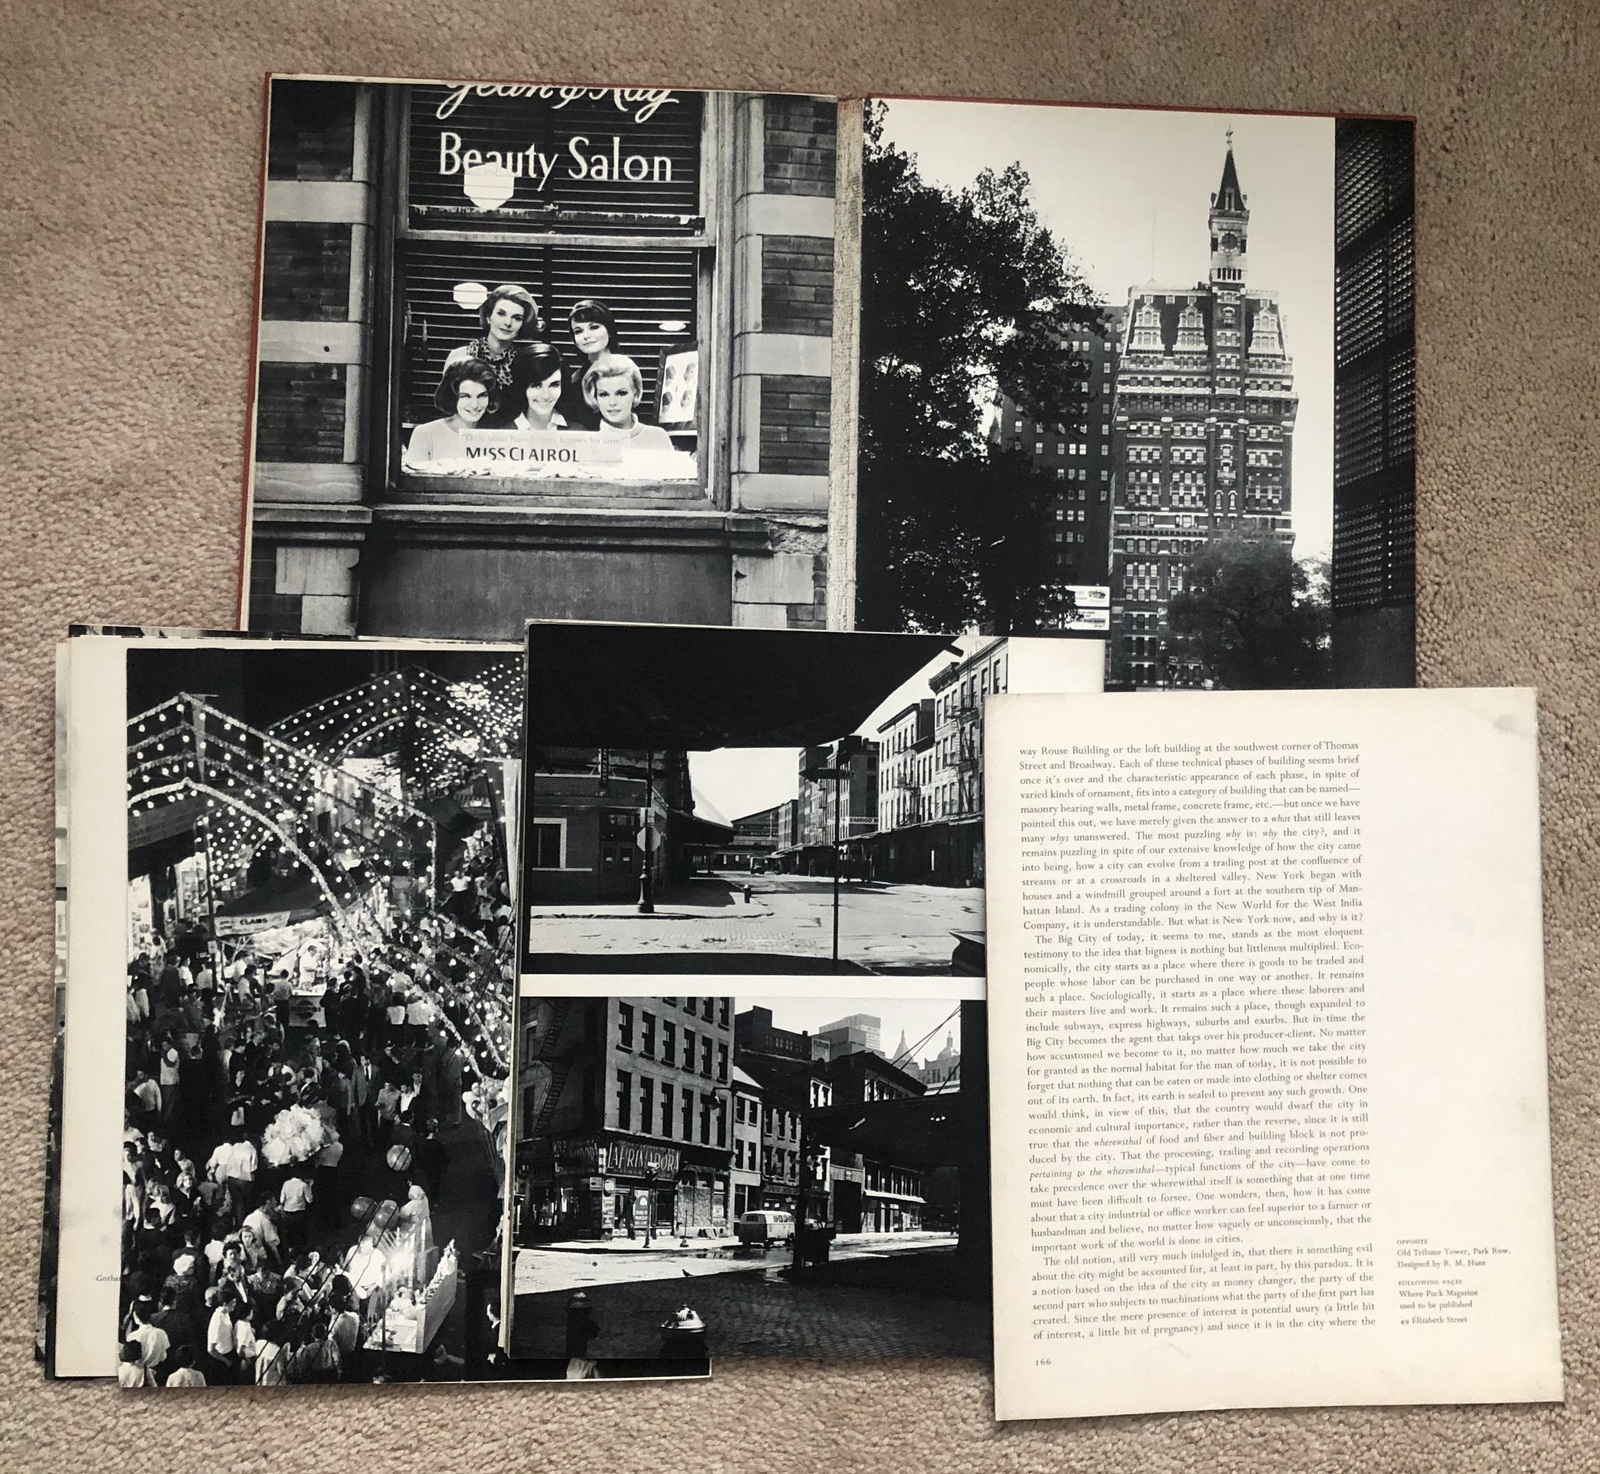 Jean & Kay
Beauty Salon
MISS CLAIROL
CLAMS
LA PRIMADORA
Gotha
way Rouse Building or the loft building at the southwest corner of Thomas
Street and Broadway. Each of these technical phases of building seems brief
once it's over and the characteristic appearance of each phase, in spite of
varied kinds of ornament, fits into a category of building that can be named—
masonry bearing walls, metal frame, concrete frame, etc.—but once we have
pointed this out, we have merely given the answer to a what that still leaves
many whys unanswered. The most puzzling why is: why the city?, and it
remains puzzling in spite of our extensive knowledge of how the city came
into being, how a city can evolve from a trading post at the confluence of
streams or at a crossroads in a sheltered valley. New York began with
houses and a windmill grouped around a fort at the southern tip of Man-
hattan Island. As a trading colony in the New World for the West India
Company, it is understandable. But what is New York now, and why is it?
The Big City of today, it seems to me, stands as the most eloquent
testimony to the idea that bigness is nothing but littleness multiplied. Eco-
nomically, the city starts as a place where there is goods to be traded and
people whose labor can be purchased in one way or another. It remains
such a place. Sociologically, it starts as a place where these laborers and
their masters live and work. It remains such a place, though expanded to
include subways, express highways, suburbs and exurbs. But in time the
Big City becomes the agent that takes over his producer-client. No matter
how accustomed we become to it, no matter how much we take the city
for granted as the normal habitat for the man of today, it is not possible to
forget that nothing that can be eaten or made into clothing or shelter comes
out of its earth. In fact, its earth is sealed to prevent any such growth. One
would think, in view of this, that the country would dwarf the city in
economic and cultural importance, rather than the reverse, since it is still
true that the wherewithal of food and fiber and building block is not pro-
duced by the city. That the processing, trading and recording operations
pertaining to the wherewithal—typical functions of the city—have come to
take precedence over the wherewithal itself is something that at one time
must have been difficult to forsee. One wonders, then, how it has come
about that a city industrial or office worker can feel superior to a farmer or
husbandman and believe, no matter how vaguely or unconsciously, that the
important work of the world is done in cities.
The old notion, still very much indulged in, that there is something evil
about the city might be accounted for, at least in part, by this paradox. It is
a notion based on the idea of the city as money changer, the party of the
second part who subjects to machinations what the party of the first part has
created. Since the mere presence of interest is potential usury (a little bit
of interest, a little bit of pregnancy) and since it is in the city where the
166
OPPOSITE
Old Tribune Tower, Park Row,
Designed by R. M. Hunt
FOLLOWING PAGES
Where Puck Magazine
used to be published
49 Elizabeth Street